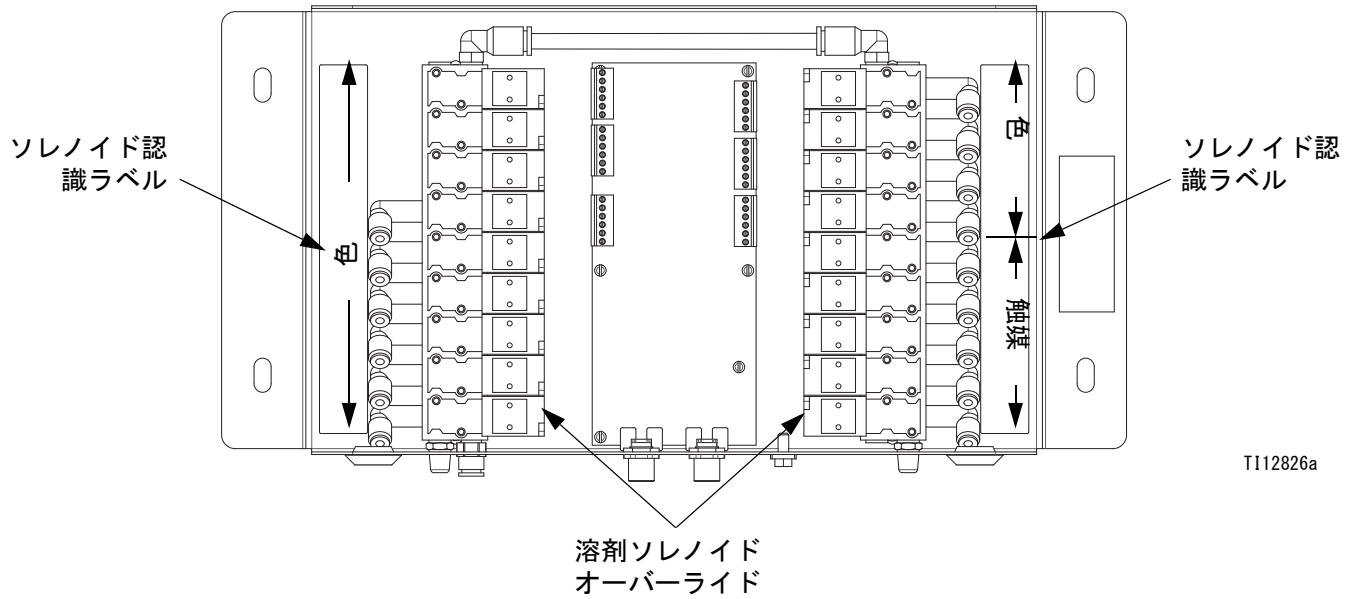 ソレノイド認
識ラベル
色
色
触媒
ソレノイド認
識ラベル
TI12826a
溶剤ソレノイド
オーバーライド